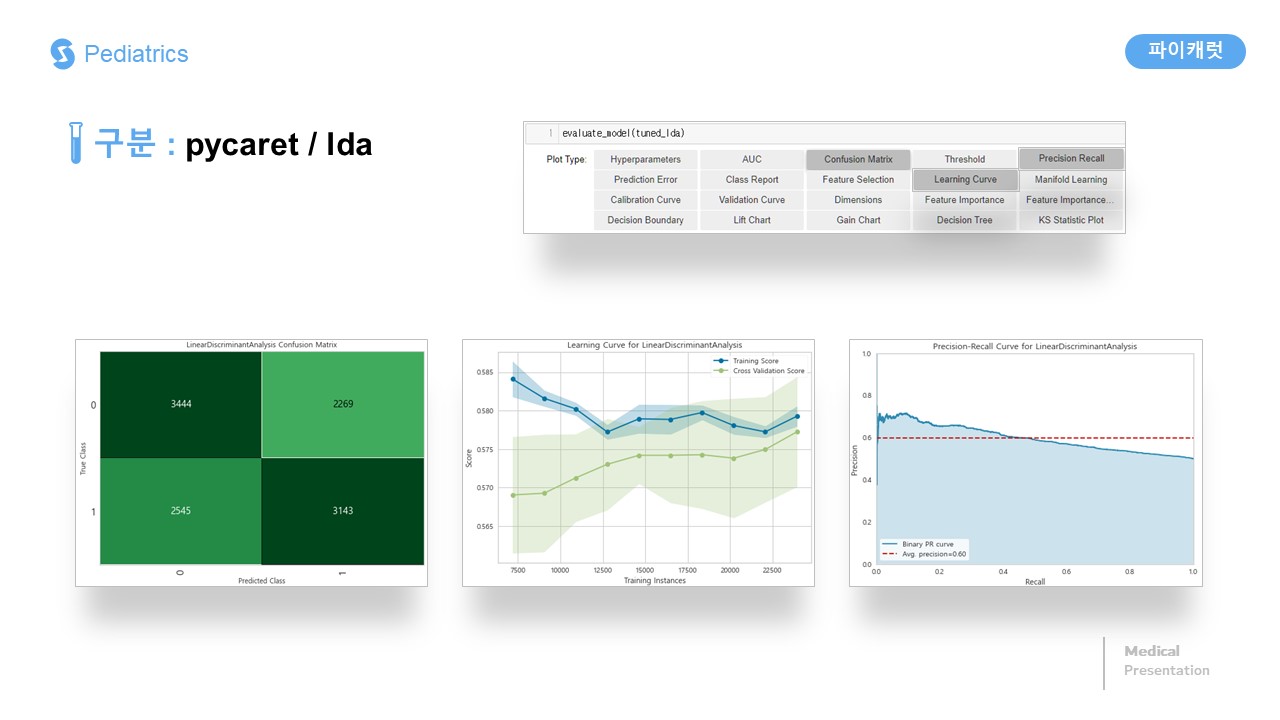 Pediatrics
파이캐럿
구분 : pycaret / lda
1 evaluate_model(tuned_lda)
Plot Type: Hyperparameters AUC Confusion Matrix Threshold Precision Recall
Prediction Error Class Report Feature Selection Learning Curve Manifold Learning
Calibration Curve Validation Curve Dimensions Feature Importance Feature Importance...
Decision Boundary Lift Chart Gain Chart Decision Tree KS Statistic Plot
LinearDiscriminantAnalysis Confusion Matrix
True Class
0
3444
2269
1
2545
3143
0
1
Predicted Class
Learning Curve for LinearDiscriminantAnalysis
Training Score
Cross Validation Score
Score
0.585
0.580
0.575
0.570
0.565
7500 10000 12500 15000 17500 20000 22500
Training Instances
Precision-Recall Curve for LinearDiscriminantAnalysis
Precision
1.0
0.8
0.6
0.4
0.2
0.0
Binary PR curve
Avg. precision=0.60
0.0 0.2 0.4 0.6 0.8 1.0
Recall
Medical
Presentation